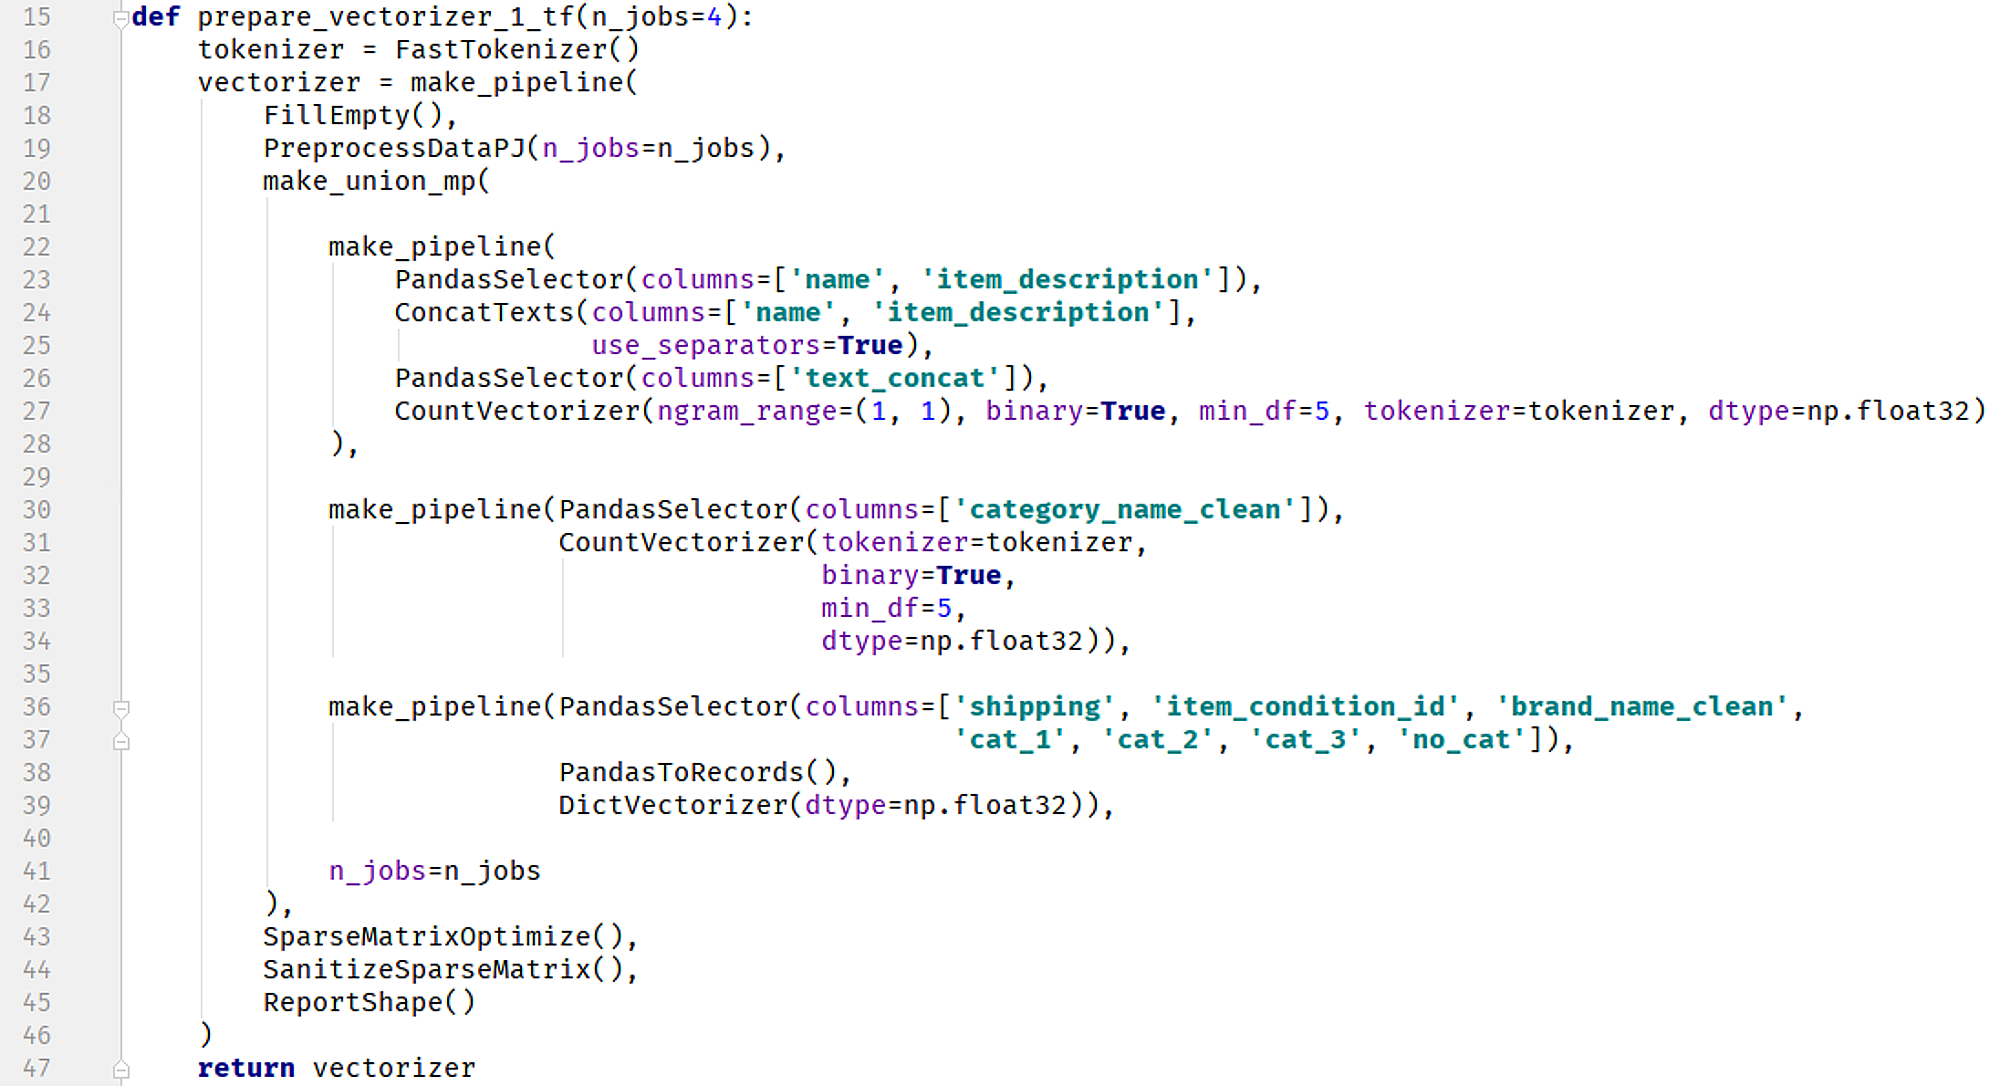 15 def prepare_vectorizer_1_tf(n_jobs=4):
16     tokenizer = FastTokenizer()
17     vectorizer = make_pipeline(
18         FillEmpty(),
19         PreprocessDataPJ(n_jobs=n_jobs),
20         make_union_mp(
21
22             make_pipeline(
23                 PandasSelector(columns=['name', 'item_description']),
24                 ConcatTexts(columns=['name', 'item_description'],
25                             use_separators=True),
26                 PandasSelector(columns=['text_concat']),
27                 CountVectorizer(ngram_range=(1, 1), binary=True, min_df=5, tokenizer=tokenizer, dtype=np.float32)
28             ),
29
30             make_pipeline(PandasSelector(columns=['category_name_clean']),
31                           CountVectorizer(tokenizer=tokenizer,
32                                           binary=True,
33                                           min_df=5,
34                                           dtype=np.float32)),
35
36             make_pipeline(PandasSelector(columns=['shipping', 'item_condition_id', 'brand_name_clean',
37                                                   'cat_1', 'cat_2', 'cat_3', 'no_cat']),
38                           PandasToRecords(),
39                           DictVectorizer(dtype=np.float32)),
40
41             n_jobs=n_jobs
42         ),
43         SparseMatrixOptimize(),
44         SanitizeSparseMatrix(),
45         ReportShape()
46     )
47     return vectorizer